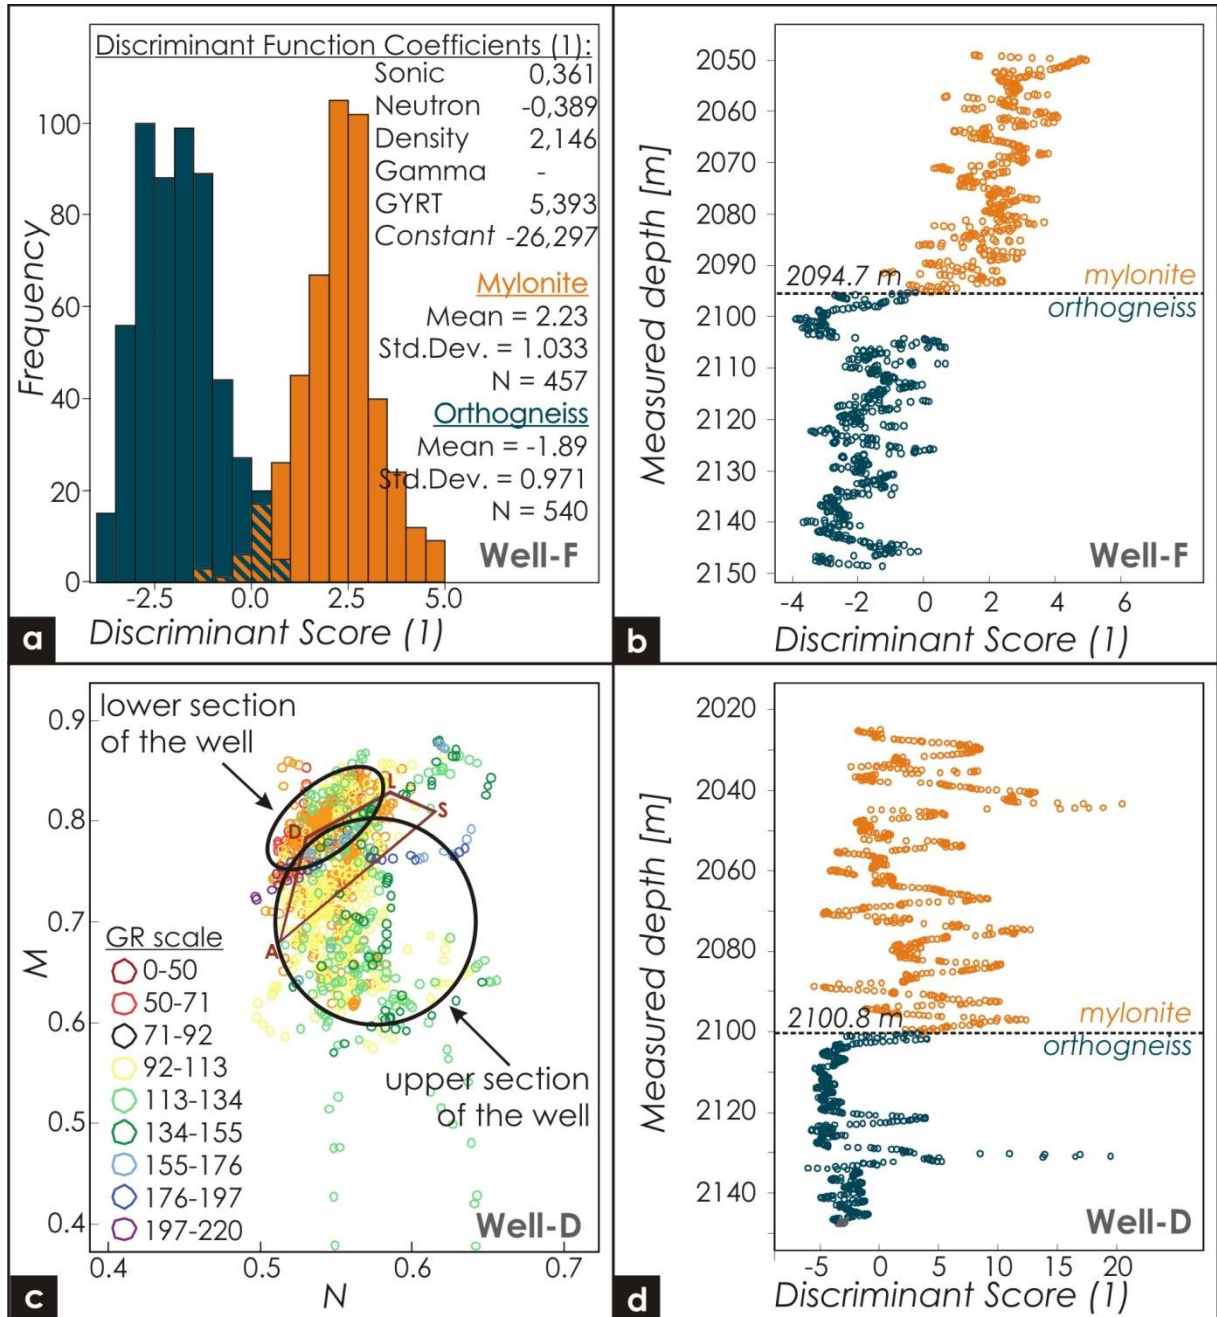 Discriminant Function Coefficients (1):
Sonic 0,361
Neutron -0,389
Density 2,146
Gamma -
GYRT 5,393
Constant -26,297
Mylonite
Mean = 2.23
Std.Dev. = 1.033
N = 457
Orthogneiss
Mean = -1.89
Std.Dev. = 0.971
N = 540
Well-F
Frequency
100
80
60
40
20
0
-2.5 0.0 2.5 5.0
Discriminant Score (1)
a
Measured depth [m]
2050
2060
2070
2080
2090
2100
2110
2120
2130
2140
2150
2094.7 m
mylonite
orthogneiss
Well-F
-4 -2 0 2 4 6
Discriminant Score (1)
b
lower section
of the well
L
S
D
A
GR scale
0-50
50-71
71-92
92-113
113-134
134-155
155-176
176-197
197-220
upper section
of the well
Well-D
M
0.9
0.8
0.7
0.6
0.5
0.4
0.4 0.5 0.6 0.7
N
c
Measured depth [m]
2020
2040
2060
2080
2100
2120
2140
2100.8 m
mylonite
orthogneiss
Well-D
-5 0 5 10 15 20
Discriminant Score (1)
d